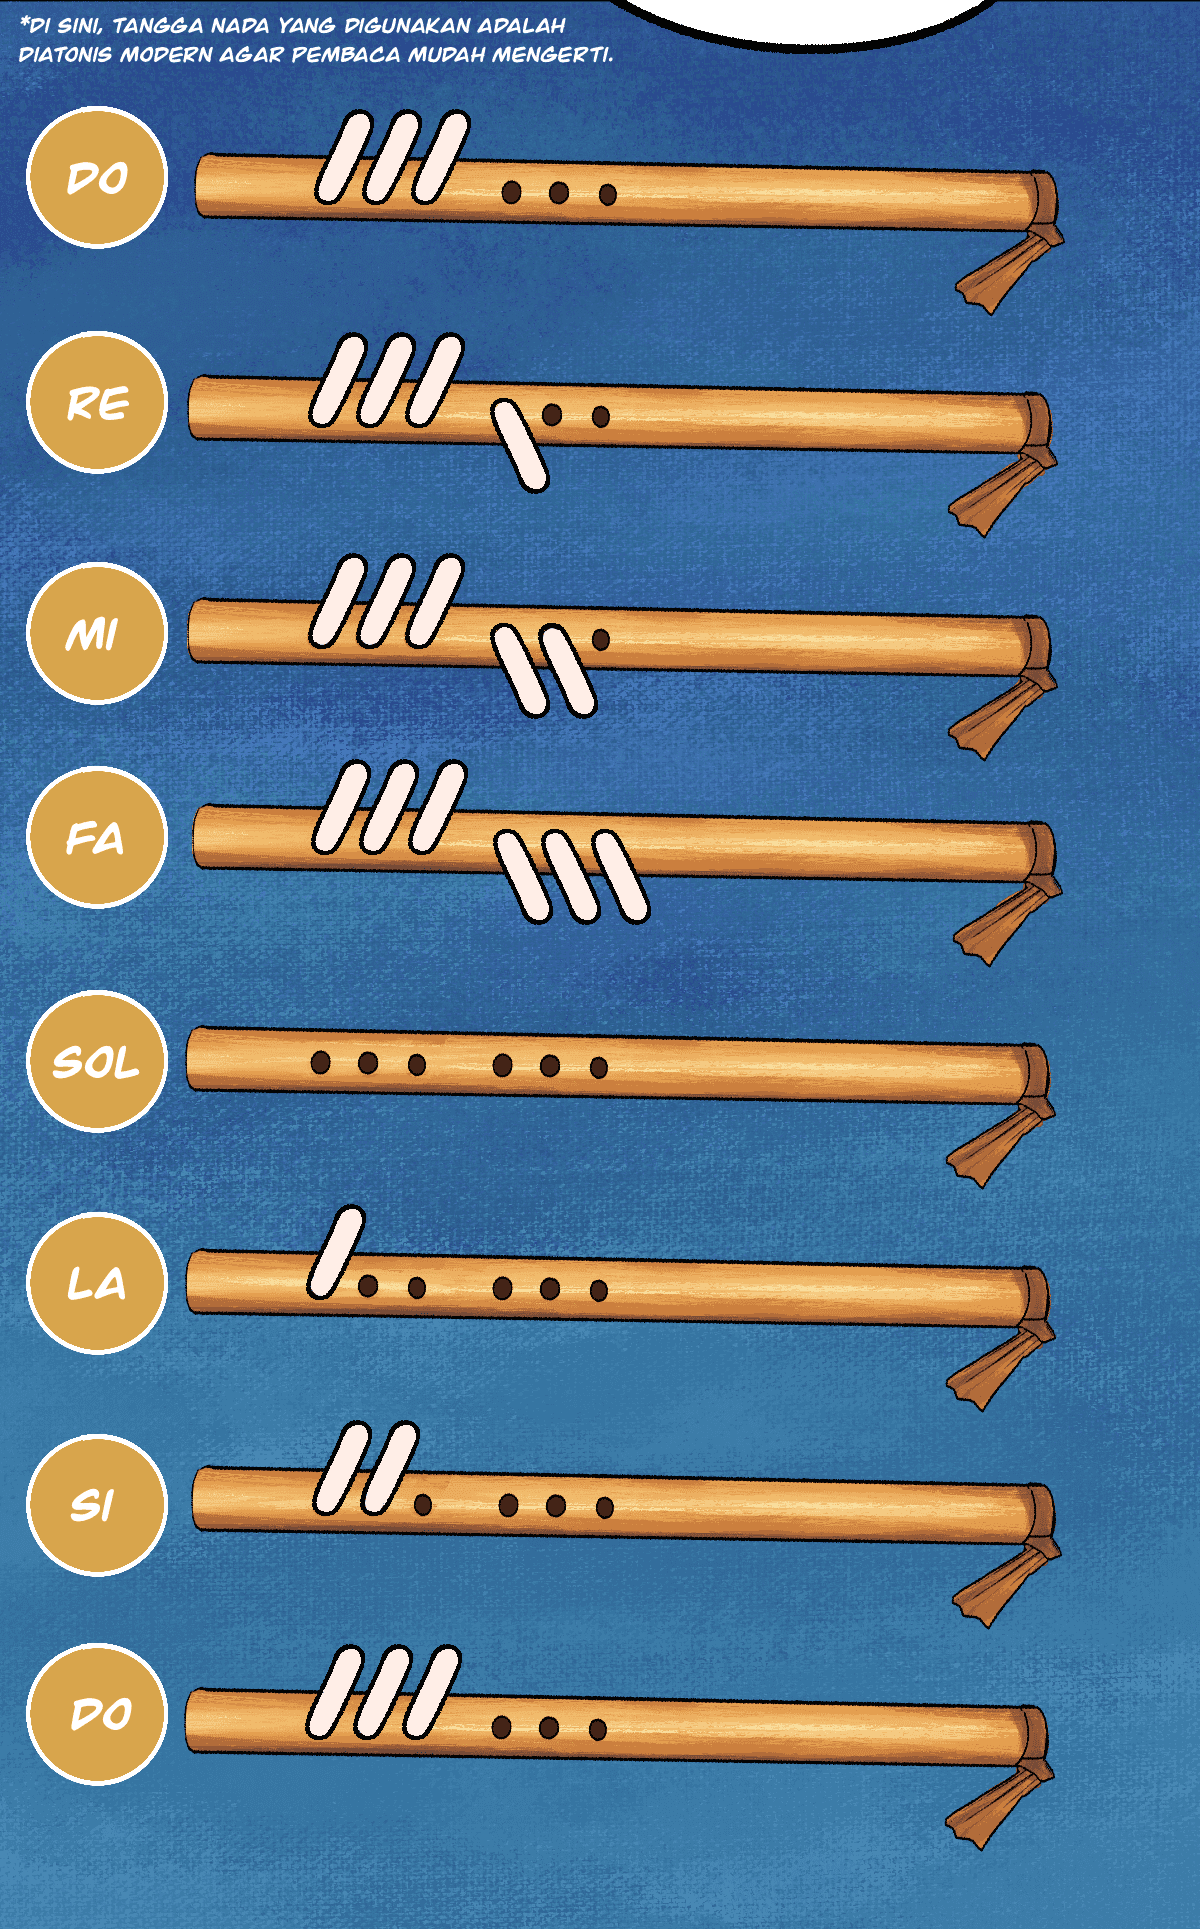 *DI SINI, TANGGA NADA YANG DIGUNAKAN ADALAH
DIATONIS MODERN AGAR PEMBACA MUDAH MENGERTI.
DO
RE
MI
FA
SOL
LA
SI
DO